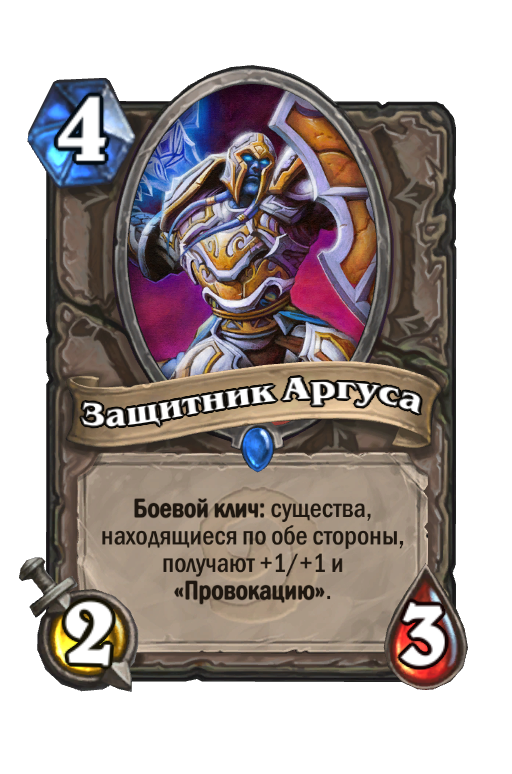 4
Защитник Аргуса
Боевой клич: существа,
находящиеся по обе стороны,
получают +1/+1 и
«Провокацию».
2
3